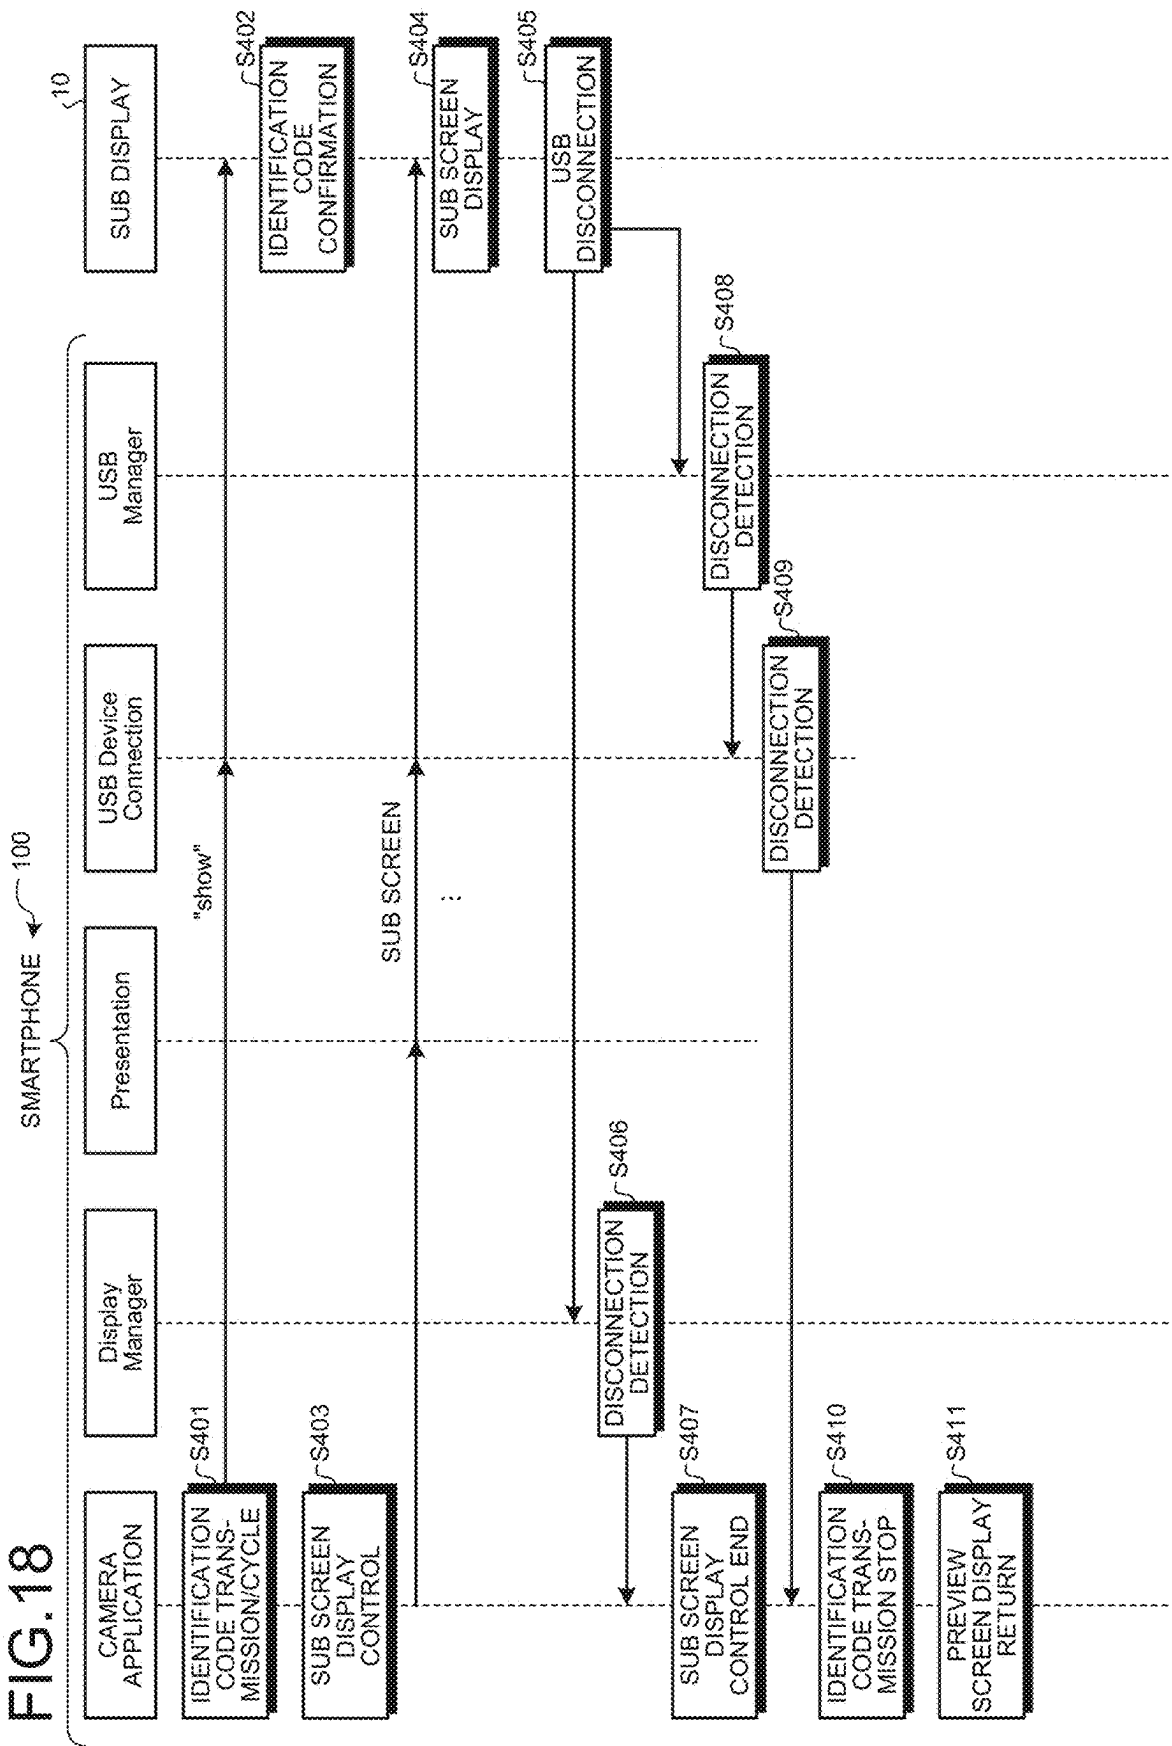 FIG.18
SMARTPHONE 100
CAMERA
APPLICATION
Display
Manager
Presentation
USB Device
Connection
USB
Manager
SUB DISPLAY
10
IDENTIFICATION
CODE TRANS-
MISSION/CYCLE
S401
"show"
IDENTIFICATION
CODE
CONFIRMATION
S402
SUB SCREEN
DISPLAY
CONTROL
S403
SUB SCREEN
...
SUB SCREEN
DISPLAY
S404
USB
DISCONNECTION
S405
DISCONNECTION
DETECTION
S406
SUB SCREEN
DISPLAY
CONTROL END
S407
DISCONNECTION
DETECTION
S408
DISCONNECTION
DETECTION
S409
IDENTIFICATION
CODE TRANS-
MISSION STOP
S410
PREVIEW
SCREEN DISPLAY
RETURN
S411